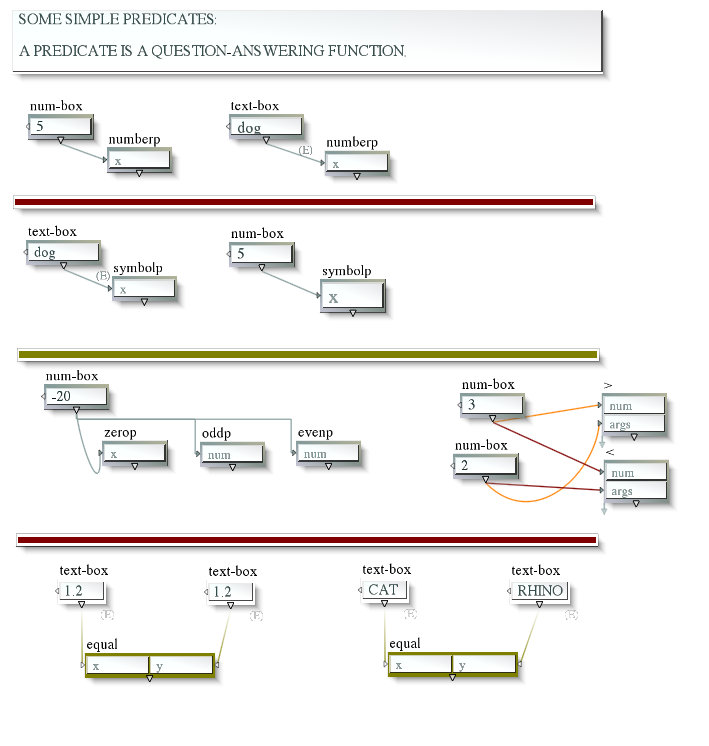 SOME SIMPLE PREDICATES:
A PREDICATE IS A QUESTION-ANSWERING FUNCTION.
num-box
5
numberp
x
text-box
dog
(E)
numberp
x
text-box
dog
(E)
symbolp
x
num-box
5
symbolp
x
num-box
-20
zerop
x
oddp
num
evenp
num
num-box
3
num-box
2
>
num
args
<
num
args
text-box
1.2
(E)
text-box
1.2
(E)
equal
x y
text-box
CAT
(E)
text-box
RHINO
(E)
equal
x y